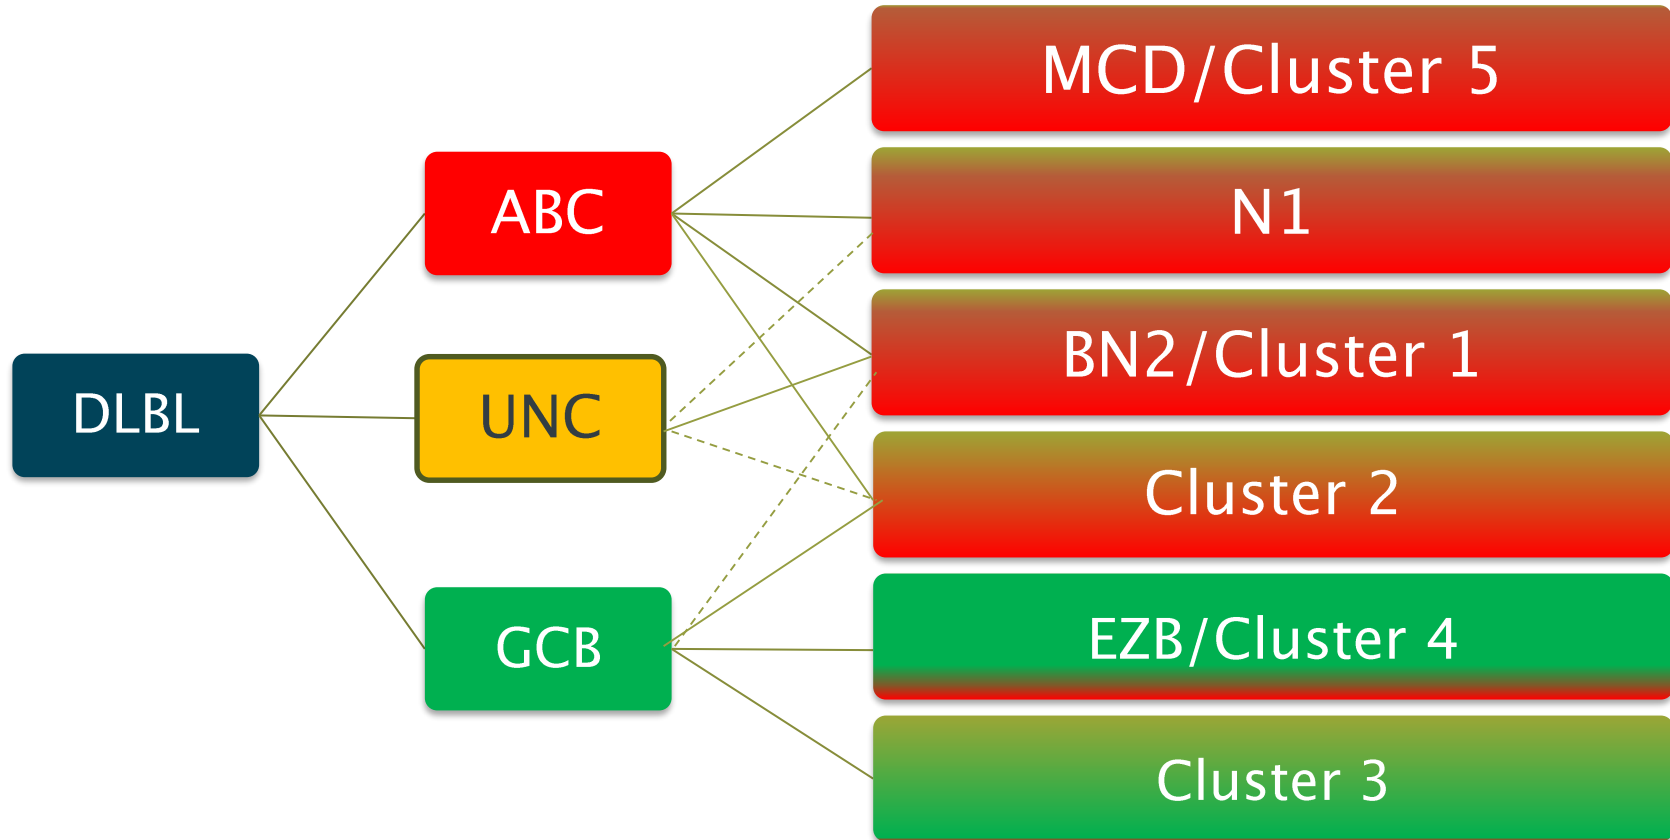 DLBL
ABC
UNC
GCB
MCD/Cluster 5
N1
BN2/Cluster 1
Cluster 2
EZB/Cluster 4
Cluster 3